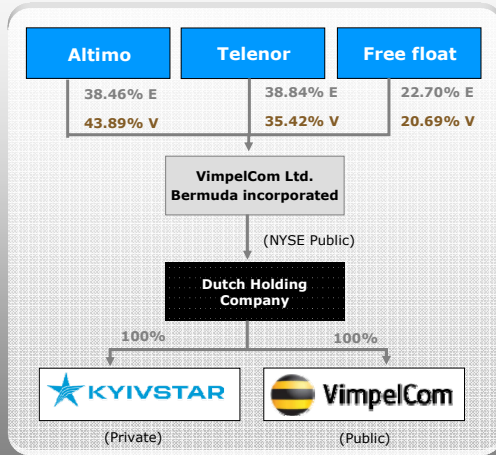 Altimo
Telenor
Free float
38.46% E
38.84% E
22.70% E
43.89% V
35.42% V
20.69% V
VimpelCom Ltd.
Bermuda incorporated
(NYSE Public)
Dutch Holding
Company
100%
100%
KYIVSTAR
VimpelCom
(Private)
(Public)